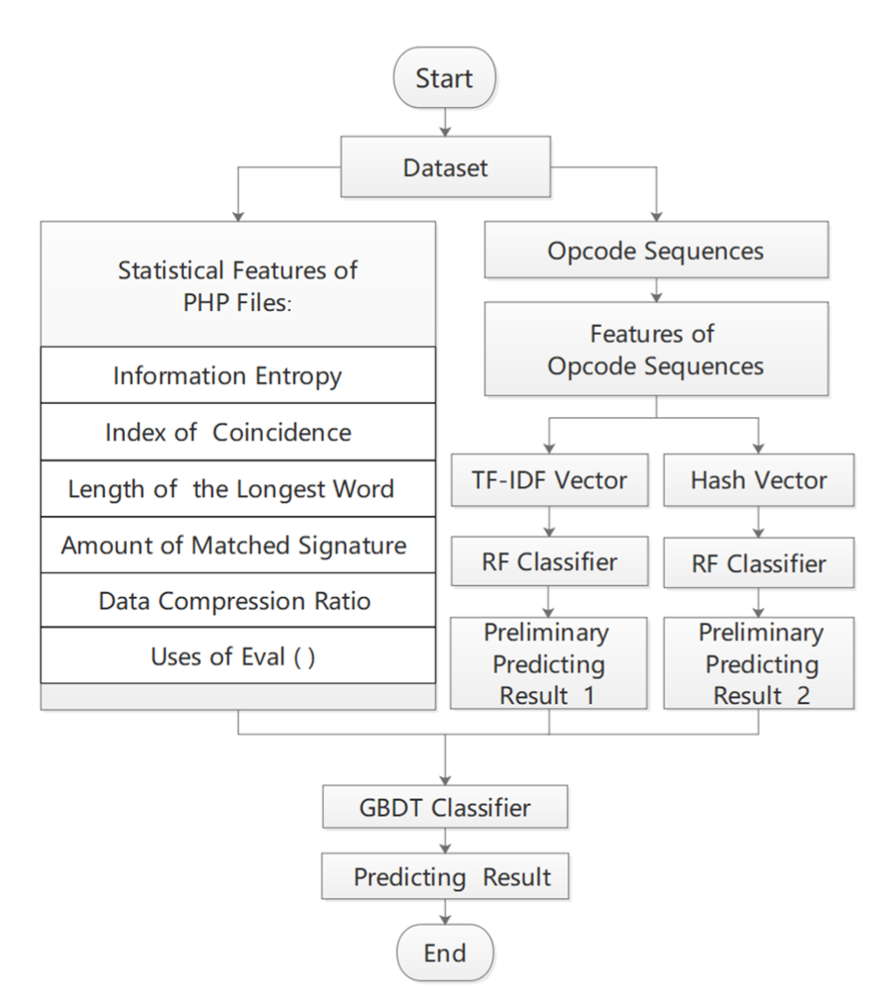 Start
Dataset
Statistical Features of
PHP Files:
Information Entropy
Index of Coincidence
Length of the Longest Word
Amount of Matched Signature
Data Compression Ratio
Uses of Eval ( )
Opcode Sequences
Features of
Opcode Sequences
TF-IDF Vector
RF Classifier
Preliminary
Predicting
Result 1
Hash Vector
RF Classifier
Preliminary
Predicting
Result 2
GBDT Classifier
Predicting Result
End